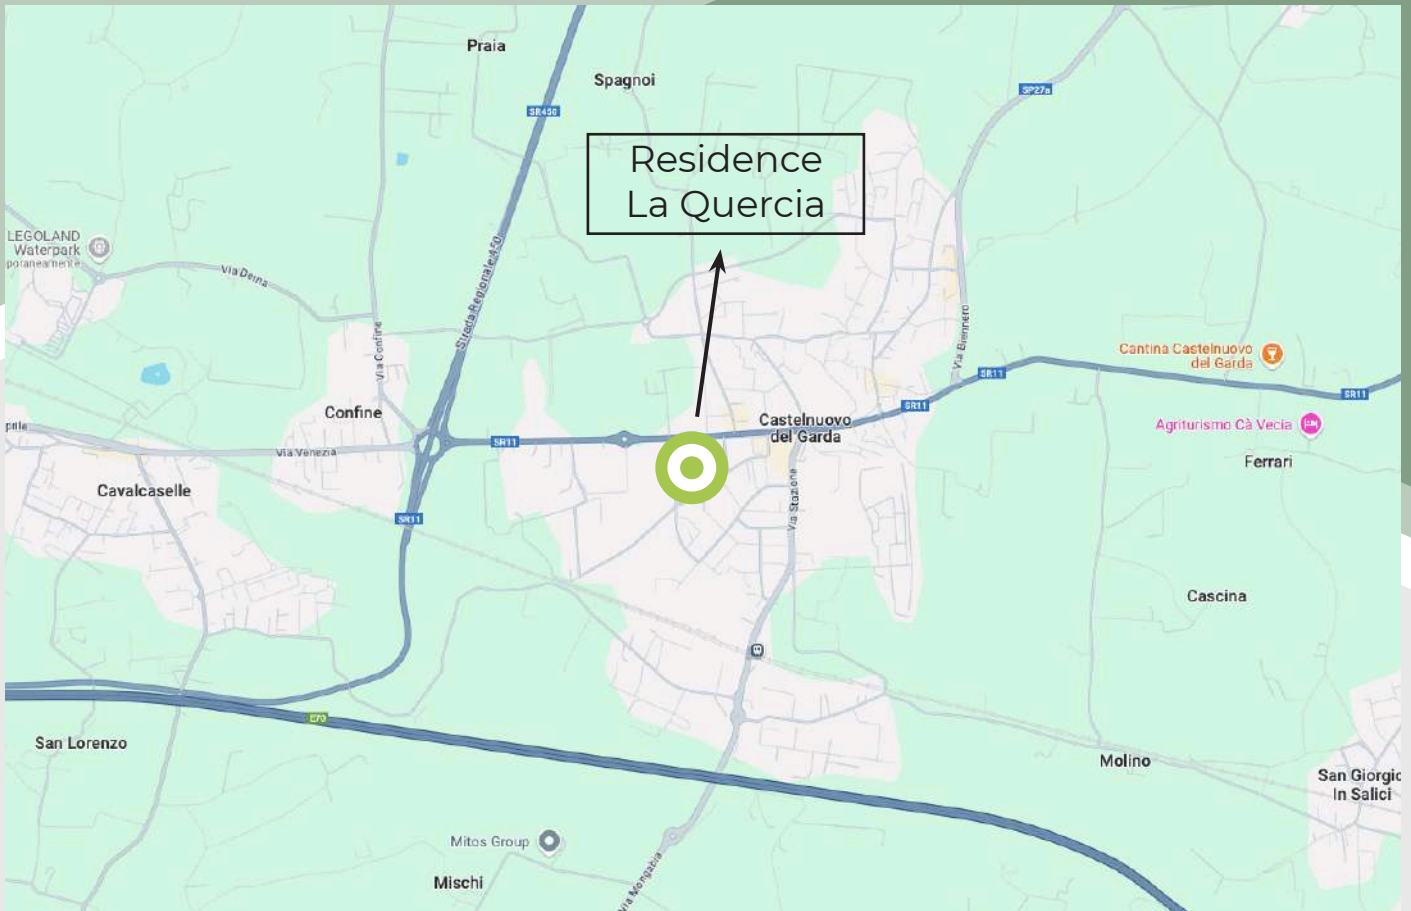 Praia
Spagnoi
SR450
SP27a
Residence
La Quercia
LEGOLAND
Waterpark
Via Derna
Strada Regionale 450
Via Confine
Via Brennero
Cantina Castelnuovo
del Garda
SR11
SR11
SR11
Confine
Castelnuovo
del Garda
Agriturismo Cà Vecia
Ferrari
SR11
Via Venezia
Cavalcaselle
Via Stazione
SR11
Cascina
E70
San Lorenzo
Molino
San Giorgio
In Salici
Mitos Group
Mischi
Via Mongabia